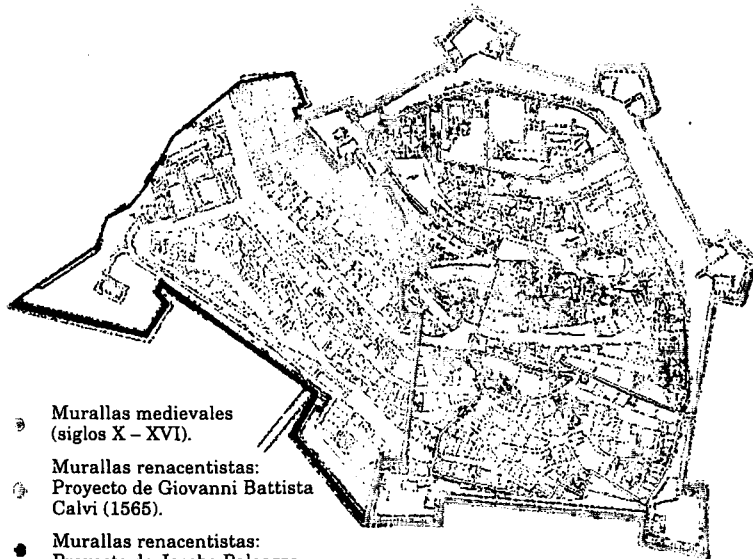 Murallas medievales
(siglos X – XVI).
Murallas renacentistas:
Proyecto de Giovanni Battista
Calvi (1565).
Murallas renacentistas: